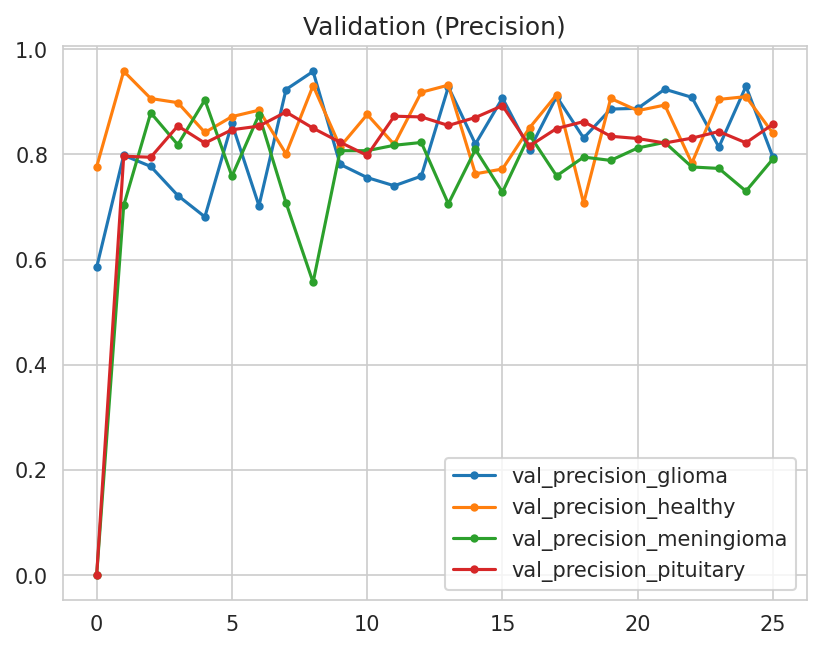 Validation (Precision)
1.0
0.8
0.6
0.4
0.2
0.0
val_precision_glioma
val_precision_healthy
val_precision_meningioma
val_precision_pituitary
0 5 10 15 20 25